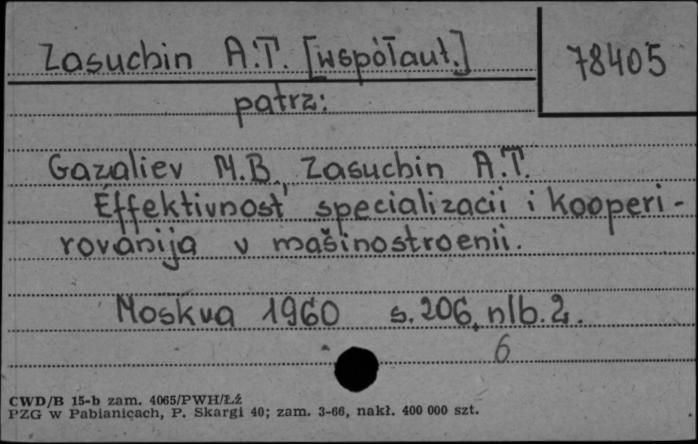 Zasuchin A.T. [współaut.]
78405
patrz:
Gazaliev M.B., Zasuchin A.T.
Èffektivnost' specializacii i kooperi-
rovanija v mašinostroenii.
Moskva 1960 s. 206, nlb. 2.
6
CWD/B 15-b zam. 4065/PWH/Łź
PZG w Pabianicach, P. Skargi 40; zam. 3-66, nakł. 400 000 szt.